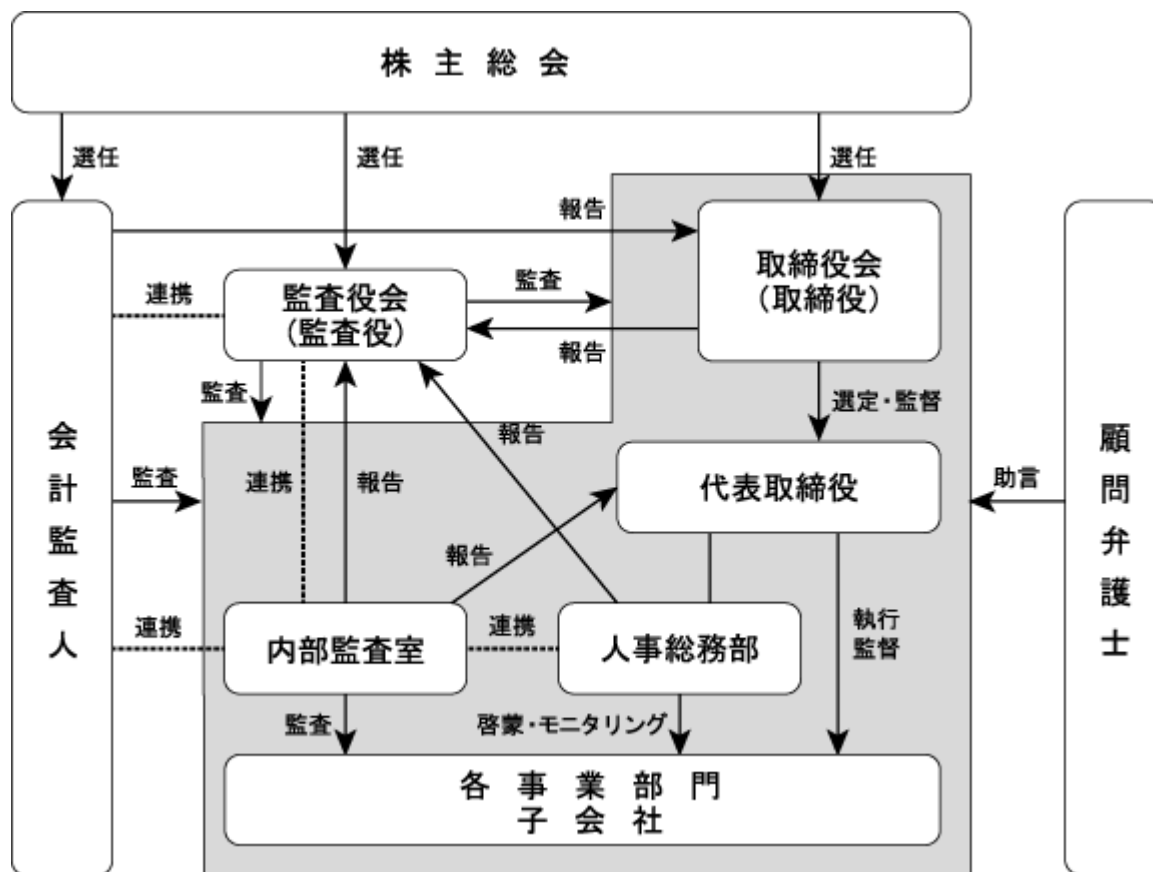 株主総会
選任
選任
選任
報告
取締役会
(取締役)
連携
監査役会
(監査役)
監査
報告
監査
選定・監督
報告
会計監査人
監査
連携
報告
代表取締役
助言
顧問弁護士
報告
連携
内部監査室
連携
人事総務部
執行
監督
監査
啓蒙・モニタリング
各事業部門
子会社